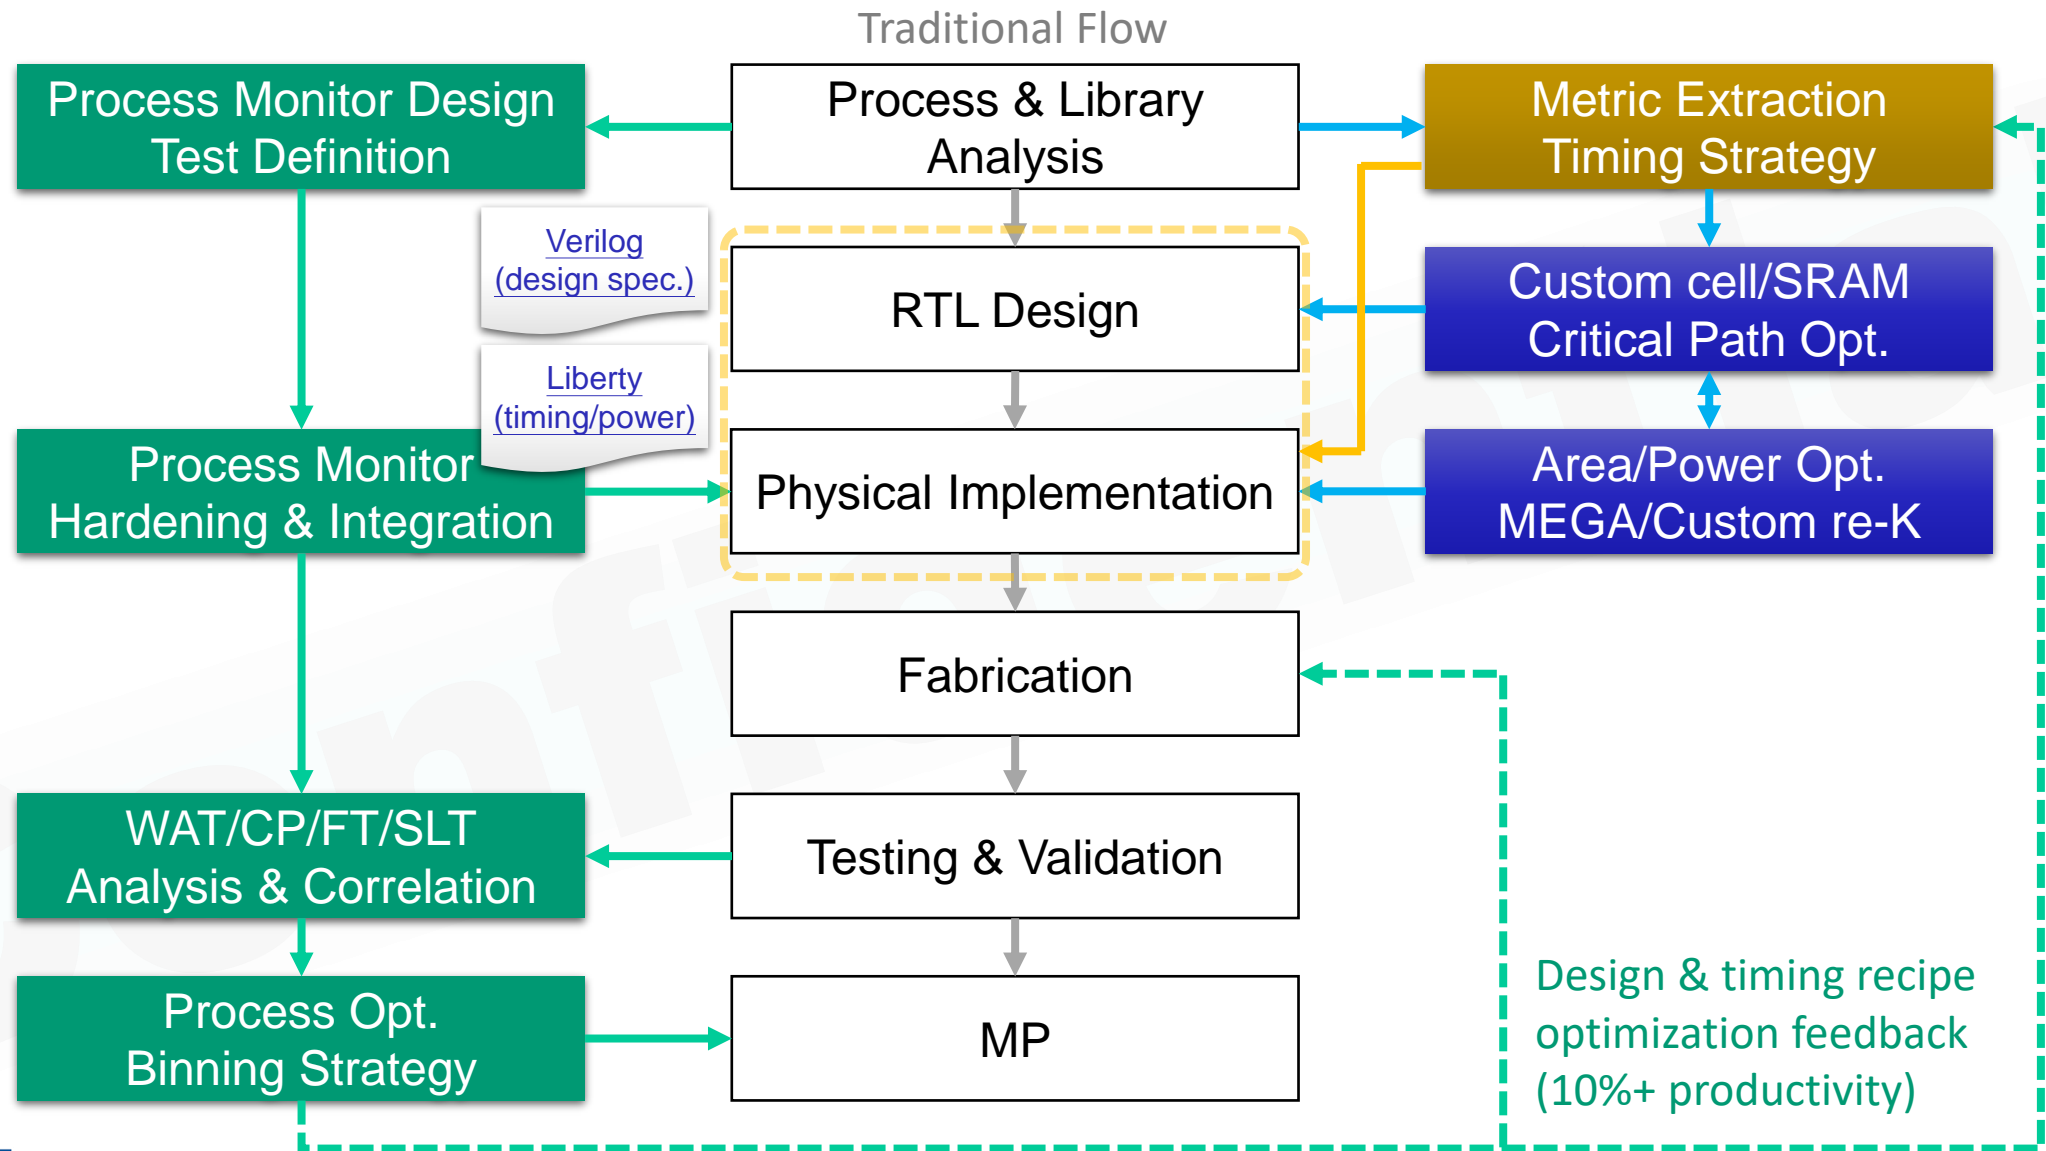 Traditional Flow
Process Monitor Design
Test Definition
Process & Library
Analysis
Metric Extraction
Timing Strategy
Verilog
(design spec.)
RTL Design
Custom cell/SRAM
Critical Path Opt.
Liberty
(timing/power)
Process Monitor
Hardening & Integration
Physical Implementation
Area/Power Opt.
MEGA/Custom re-K
Fabrication
WAT/CP/FT/SLT
Analysis & Correlation
Testing & Validation
Process Opt.
Binning Strategy
MP
Design & timing recipe
optimization feedback
(10%+ productivity)